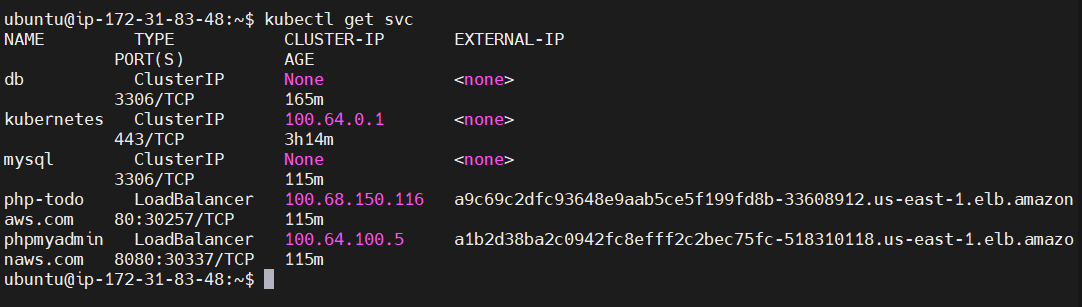 ubuntu@ip-172-31-83-48:~$ kubectl get svc
NAME TYPE CLUSTER-IP EXTERNAL-IP
PORT(S) AGE
db ClusterIP None <none>
3306/TCP 165m
kubernetes ClusterIP 100.64.0.1 <none>
443/TCP 3h14m
mysql ClusterIP None <none>
3306/TCP 115m
php-todo LoadBalancer 100.68.150.116 a9c69c2dfc93648e9aab5ce5f199fd8b-33608912.us-east-1.elb.amazon
aws.com 80:30257/TCP 115m
phpmyadmin LoadBalancer 100.64.100.5 a1b2d38ba2c0942fc8efff2c2bec75fc-518310118.us-east-1.elb.amazo
naws.com 8080:30337/TCP 115m
ubuntu@ip-172-31-83-48:~$